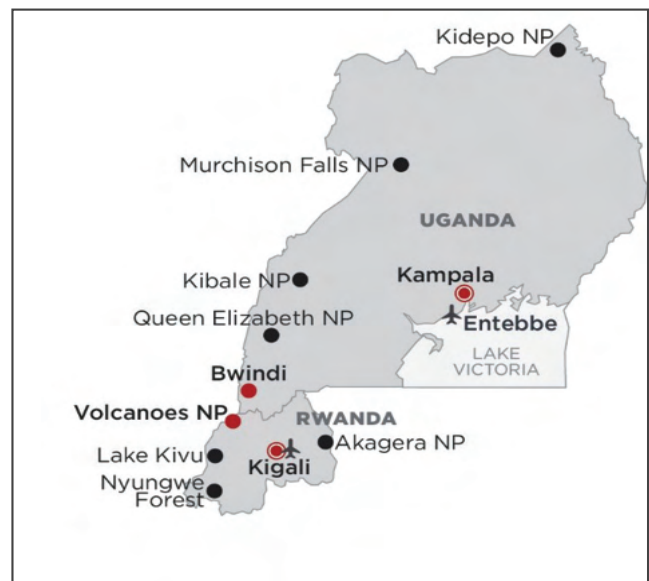 Kidepo NP
Murchison Falls NP
UGANDA
Kibale NP
Kampala
Queen Elizabeth NP
Entebbe
LAKE
VICTORIA
Bwindi
Volcanoes NP
RWANDA
Lake Kivu
Akagera NP
Kigali
Nyungwe
Forest